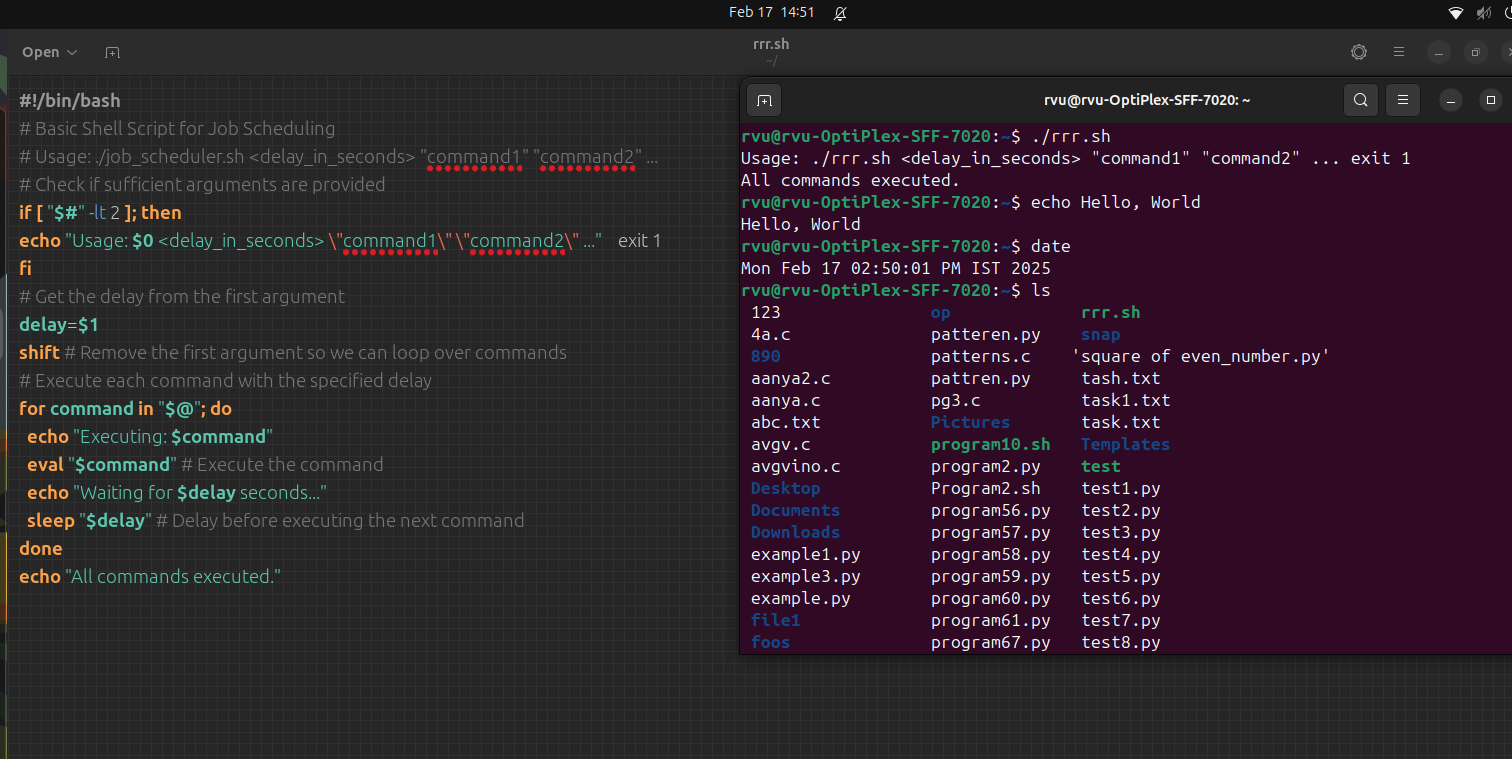 Feb 17 14:51
Open
rrr.sh
~/
#!/bin/bash
# Basic Shell Script for Job Scheduling
# Usage: ./job_scheduler.sh <delay_in_seconds> "command1" "command2" ...
# Check if sufficient arguments are provided
if [ "$#" -lt 2 ]; then
echo "Usage: $0 <delay_in_seconds> \"command1\" \"command2\" ..." exit 1
fi
# Get the delay from the first argument
delay=$1
shift # Remove the first argument so we can loop over commands
# Execute each command with the specified delay
for command in "$@"; do
echo "Executing: $command"
eval "$command" # Execute the command
echo "Waiting for $delay seconds..."
sleep "$delay" # Delay before executing the next command
done
echo "All commands executed."
rvu@rvu-OptiPlex-SFF-7020: ~
rvu@rvu-OptiPlex-SFF-7020:~$ ./rrr.sh
Usage: ./rrr.sh <delay_in_seconds> "command1" "command2" ... exit 1
All commands executed.
rvu@rvu-OptiPlex-SFF-7020:~$ echo Hello, World
Hello, World
rvu@rvu-OptiPlex-SFF-7020:~$ date
Mon Feb 17 02:50:01 PM IST 2025
rvu@rvu-OptiPlex-SFF-7020:~$ ls
123 op rrr.sh
4a.c patteren.py snap
890 patterns.c 'square of even_number.py'
aanya2.c pattren.py tash.txt
aanya.c pg3.c task1.txt
abc.txt Pictures task.txt
avgv.c program10.sh Templates
avgvino.c program2.py test
Desktop Program2.sh test1.py
Documents program56.py test2.py
Downloads program57.py test3.py
example1.py program58.py test4.py
example3.py program59.py test5.py
example.py program60.py test6.py
file1 program61.py test7.py
foos program67.py test8.py